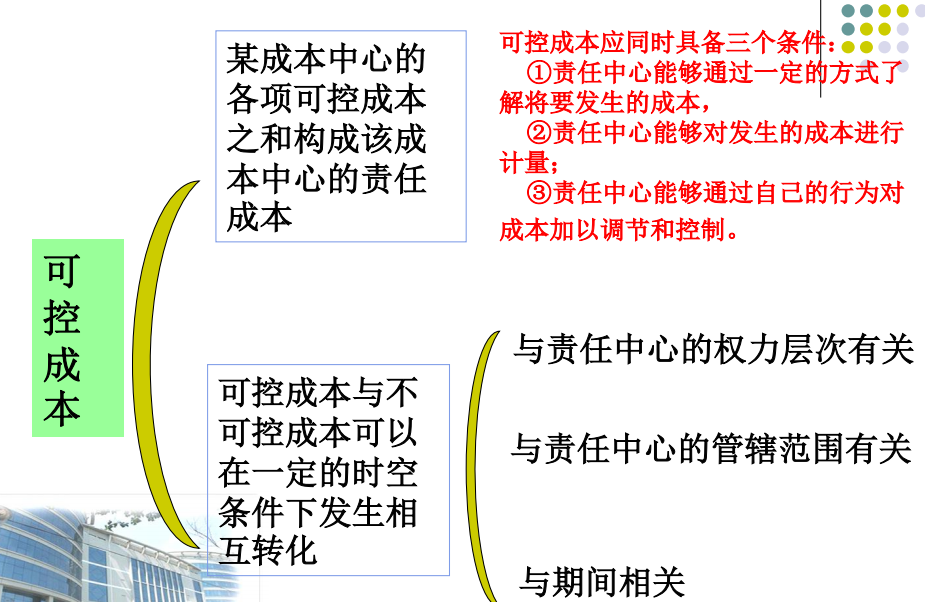 可
控
成
本
某成本中心的
各项可控成本
之和构成该成
本中心的责任
成本
可控成本应同时具备三个条件:
①责任中心能够通过一定的方式了
解将要发生的成本，
②责任中心能够对发生的成本进行
计量；
③责任中心能够通过自己的行为对
成本加以调节和控制。
可控成本与不
可控成本可以
在一定的时空
条件下发生相
互转化
与责任中心的权力层次有关
与责任中心的管辖范围有关
与期间相关